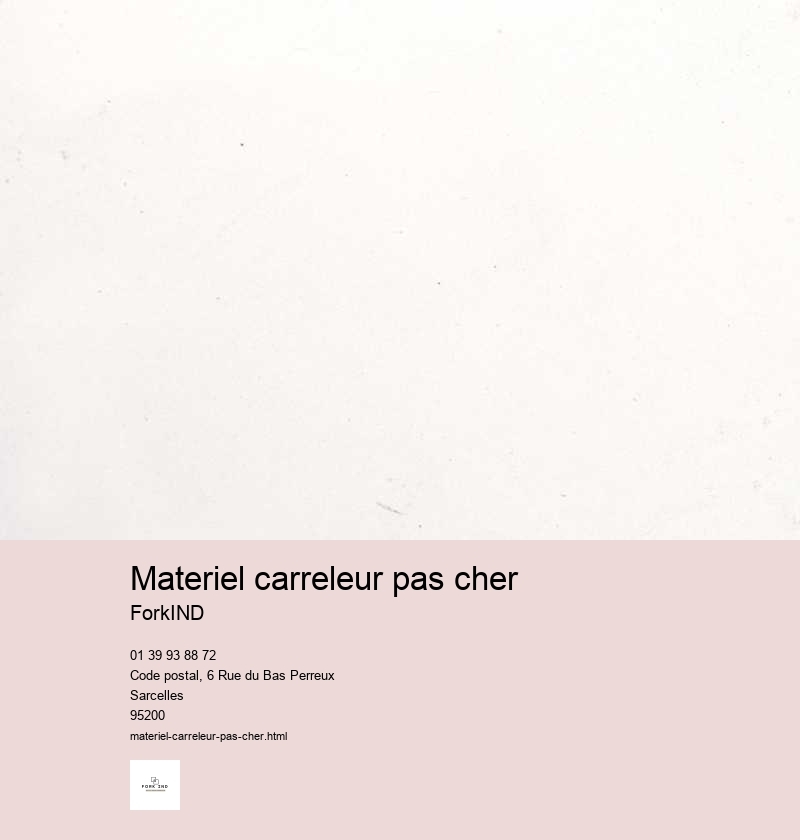 Materiel carreleur pas cher
ForkIND
01 39 93 88 72
Code postal, 6 Rue du Bas Perreux
Sarcelles
95200
materiel-carreleur-pas-cher.html
FORK IND